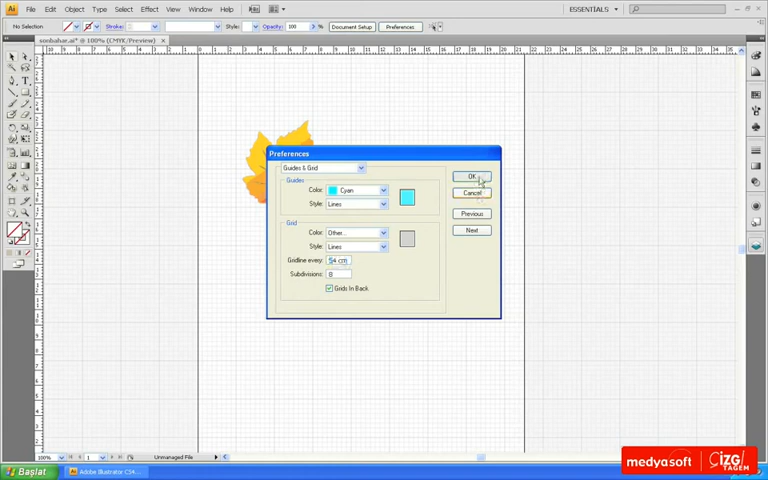 Ai File Edit Object Type Select Effect View Window Help Br ESSENTIALS
No Selection Stroke: Style: Opacity: 100 % Document Setup Preferences
sonbahar.ai* @ 100% (CMYK/Preview)
Preferences
Guides & Grid
OK
Guides
Color: Cyan
Cancel
Style: Lines
Previous
Grid
Next
Color: Other...
Style: Lines
Gridline every:
Subdivisions: 8
Grids In Back
100% 1 Unmanaged File
Başlat
Ai Adobe Illustrator CS4...
medyasoft
ÇIZGI
TAGEM